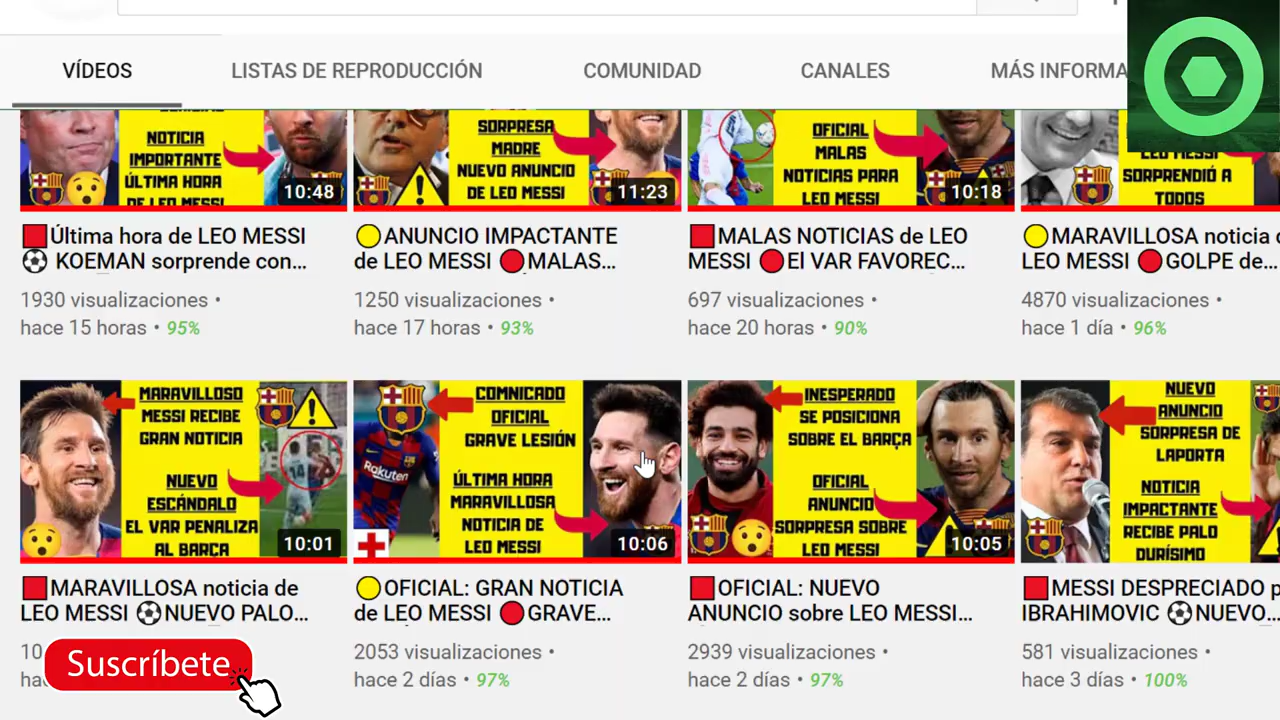 VÍDEOS
LISTAS DE REPRODUCCIÓN
COMUNIDAD
CANALES
MÁS INFORMA
NOTICIA
IMPORTANTE
ÚLTIMA HORA
DE LEO MESSI
10:48
SORPRESA
MADRE
NUEVO ANUNCIO
DE LEO MESSI
11:23
OFICIAL
MALAS
NOTICIAS PARA
LEO MESSI
10:18
LEO MESSI
SORPRENDIÓ A
TODOS
Última hora de LEO MESSI
KOEMAN sorprende con...
1930 visualizaciones •
hace 15 horas • 95%
ANUNCIO IMPACTANTE
de LEO MESSI 🔴MALAS...
1250 visualizaciones •
hace 17 horas • 93%
MALAS NOTICIAS de LEO
MESSI 🔴El VAR FAVOREC...
697 visualizaciones •
hace 20 horas • 90%
MARAVILLOSA noticia d
LEO MESSI 🔴GOLPE de...
4870 visualizaciones •
hace 1 día • 96%
MARAVILLOSO
MESSI RECIBE
GRAN NOTICIA
NUEVO
ESCÁNDALO
EL VAR PENALIZA
AL BARÇA
14
10:01
COMNICADO
OFICIAL
GRAVE LESIÓN
ÚLTIMA HORA
MARAVILLOSA
NOTICIA DE
LEO MESSI
Rakuten
10:06
INESPERADO
SE POSICIONA
SOBRE EL BARÇA
OFICIAL
ANUNCIO
SORPRESA SOBRE
LEO MESSI
10:05
NUEVO
ANUNCIO
SORPRESA DE
LAPORTA
NOTICIA
IMPACTANTE
RECIBE PALO
DURÍSIMO
MARAVILLOSA noticia de
LEO MESSI ⚽NUEVO PALO...
10
ha
Suscríbete
OFICIAL: GRAN NOTICIA
de LEO MESSI 🔴GRAVE...
2053 visualizaciones •
hace 2 días • 97%
OFICIAL: NUEVO
ANUNCIO sobre LEO MESSI...
2939 visualizaciones •
hace 2 días • 97%
MESSI DESPRECIADO p
IBRAHIMOVIC ⚽NUEVO...
581 visualizaciones •
hace 3 días • 100%